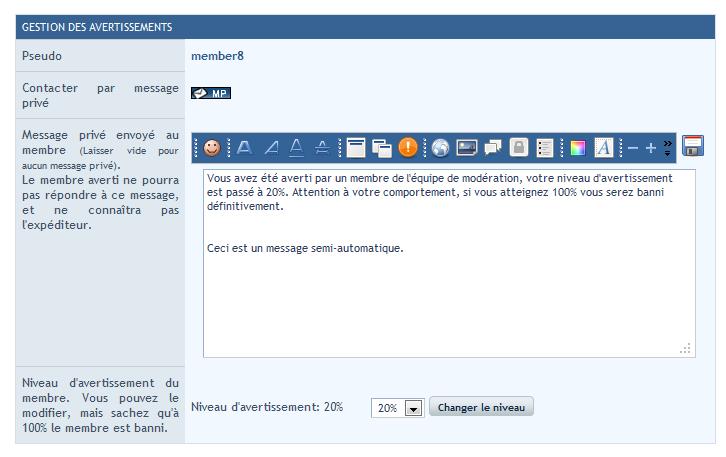 GESTION DES AVERTISSEMENTS
Pseudo
member8
Contacter par message
privé
MP
Message privé envoyé au
membre (Laisser vide pour
aucun message privé).
Le membre averti ne pourra
pas répondre à ce message,
et ne connaîtra pas
l'expéditeur.
Vous avez été averti par un membre de l'équipe de modération, votre niveau d'avertissement
est passé à 20%. Attention à votre comportement, si vous atteignez 100% vous serez banni
définitivement.
Ceci est un message semi-automatique.
Niveau d'avertissement du
membre. Vous pouvez le
modifier, mais sachez qu'à
100% le membre est banni.
Niveau d'avertissement: 20%
20%
Changer le niveau